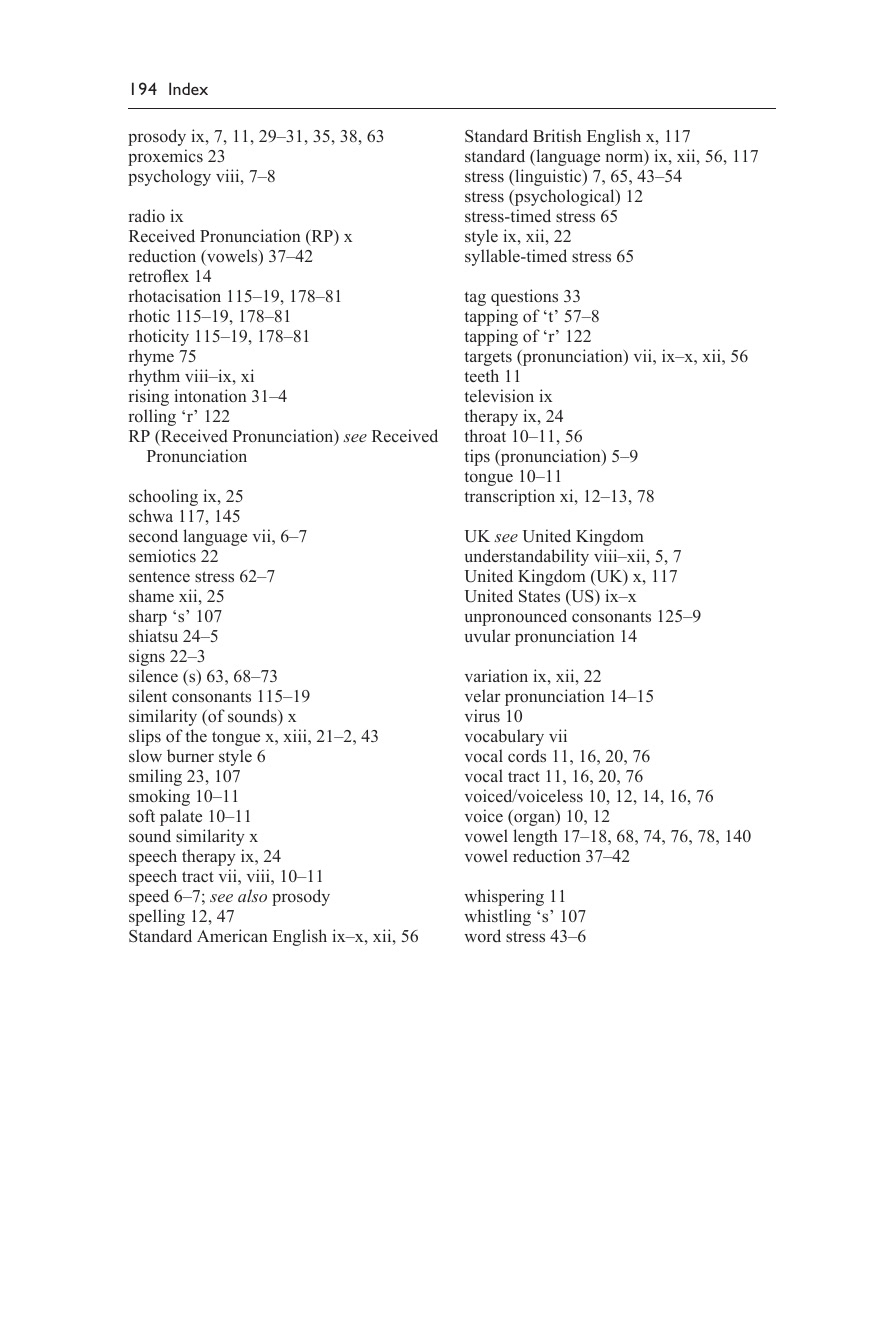 194 Index
prosody ix, 7, 11, 29–31, 35, 38, 63
proxemics 23
psychology viii, 7–8
radio ix
Received Pronunciation (RP) x
reduction (vowels) 37–42
retroflex 14
rhotacisation 115–19, 178–81
rhotic 115–19, 178–81
rhoticity 115–19, 178–81
rhyme 75
rhythm viii–ix, xi
rising intonation 31–4
rolling ‘r’ 122
RP (Received Pronunciation) see Received
Pronunciation
schooling ix, 25
schwa 117, 145
second language vii, 6–7
semiotics 22
sentence stress 62–7
shame xii, 25
sharp ‘s’ 107
shiatsu 24–5
signs 22–3
silence (s) 63, 68–73
silent consonants 115–19
similarity (of sounds) x
slips of the tongue x, xiii, 21–2, 43
slow burner style 6
smiling 23, 107
smoking 10–11
soft palate 10–11
sound similarity x
speech therapy ix, 24
speech tract vii, viii, 10–11
speed 6–7; see also prosody
spelling 12, 47
Standard American English ix–x, xii, 56
Standard British English x, 117
standard (language norm) ix, xii, 56, 117
stress (linguistic) 7, 65, 43–54
stress (psychological) 12
stress-timed stress 65
style ix, xii, 22
syllable-timed stress 65
tag questions 33
tapping of ‘t’ 57–8
tapping of ‘r’ 122
targets (pronunciation) vii, ix–x, xii, 56
teeth 11
television ix
therapy ix, 24
throat 10–11, 56
tips (pronunciation) 5–9
tongue 10–11
transcription xi, 12–13, 78
UK see United Kingdom
understandability viii–xii, 5, 7
United Kingdom (UK) x, 117
United States (US) ix–x
unpronounced consonants 125–9
uvular pronunciation 14
variation ix, xii, 22
velar pronunciation 14–15
virus 10
vocabulary vii
vocal cords 11, 16, 20, 76
vocal tract 11, 16, 20, 76
voiced/voiceless 10, 12, 14, 16, 76
voice (organ) 10, 12
vowel length 17–18, 68, 74, 76, 78, 140
vowel reduction 37–42
whispering 11
whistling ‘s’ 107
word stress 43–6